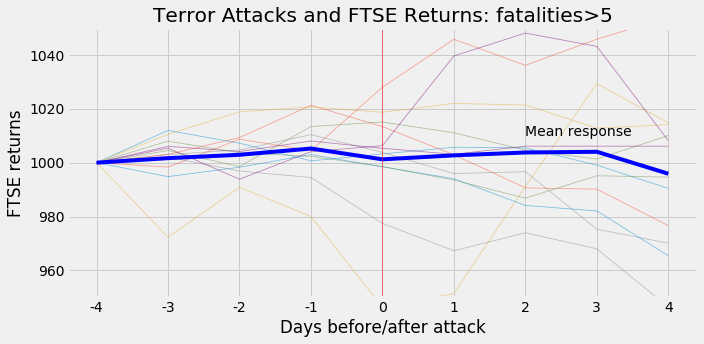 Terror Attacks and FTSE Returns: fatalities>5
1040
1020
Mean response
1000
980
960
FTSE returns
-4 -3 -2 -1 0 1 2 3 4
Days before/after attack